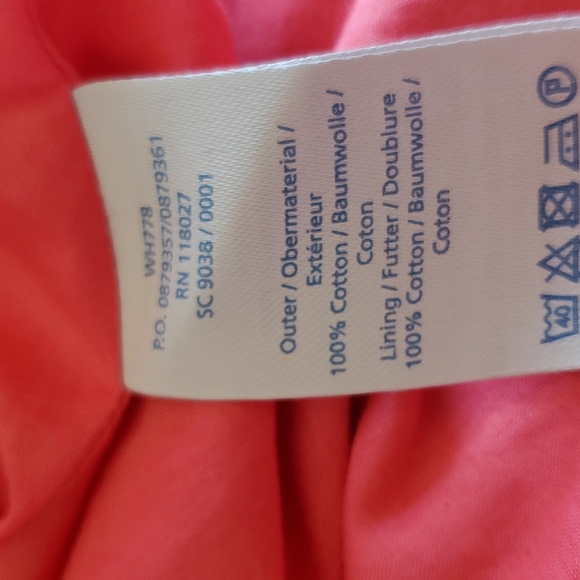 WH778
P.O. 0879357/0879361
RN 118027
SC 9038 / 0001
Outer / Obermaterial /
Extérieur
100% Cotton / Baumwolle /
Coton
Lining / Futter / Doublure
100% Cotton / Baumwolle /
Coton
40
P